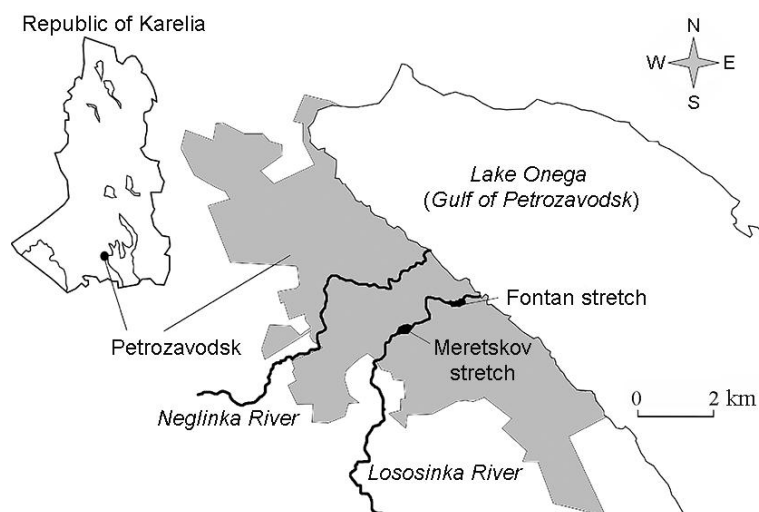 Republic of Karelia
N
W E
S
Lake Onega
(Gulf of Petrozavodsk)
Fontan stretch
Petrozavodsk
Meretskov
stretch
0 2 km
Neglinka River
Lososinka River